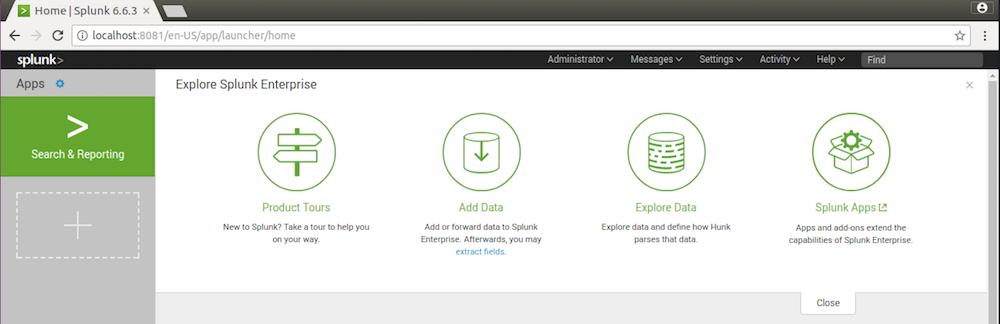 Home | Splunk 6.6.3
localhost:8081/en-US/app/launcher/home
splunk> Administrator Messages Settings Activity Help Find
Apps
Explore Splunk Enterprise
>
Search & Reporting
Product Tours
New to Splunk? Take a tour to help you
on your way.
Add Data
Add or forward data to Splunk
Enterprise. Afterwards, you may
extract fields.
Explore Data
Explore data and define how Hunk
parses that data.
Splunk Apps
Apps and add-ons extend the
capabilities of Splunk Enterprise.
Close